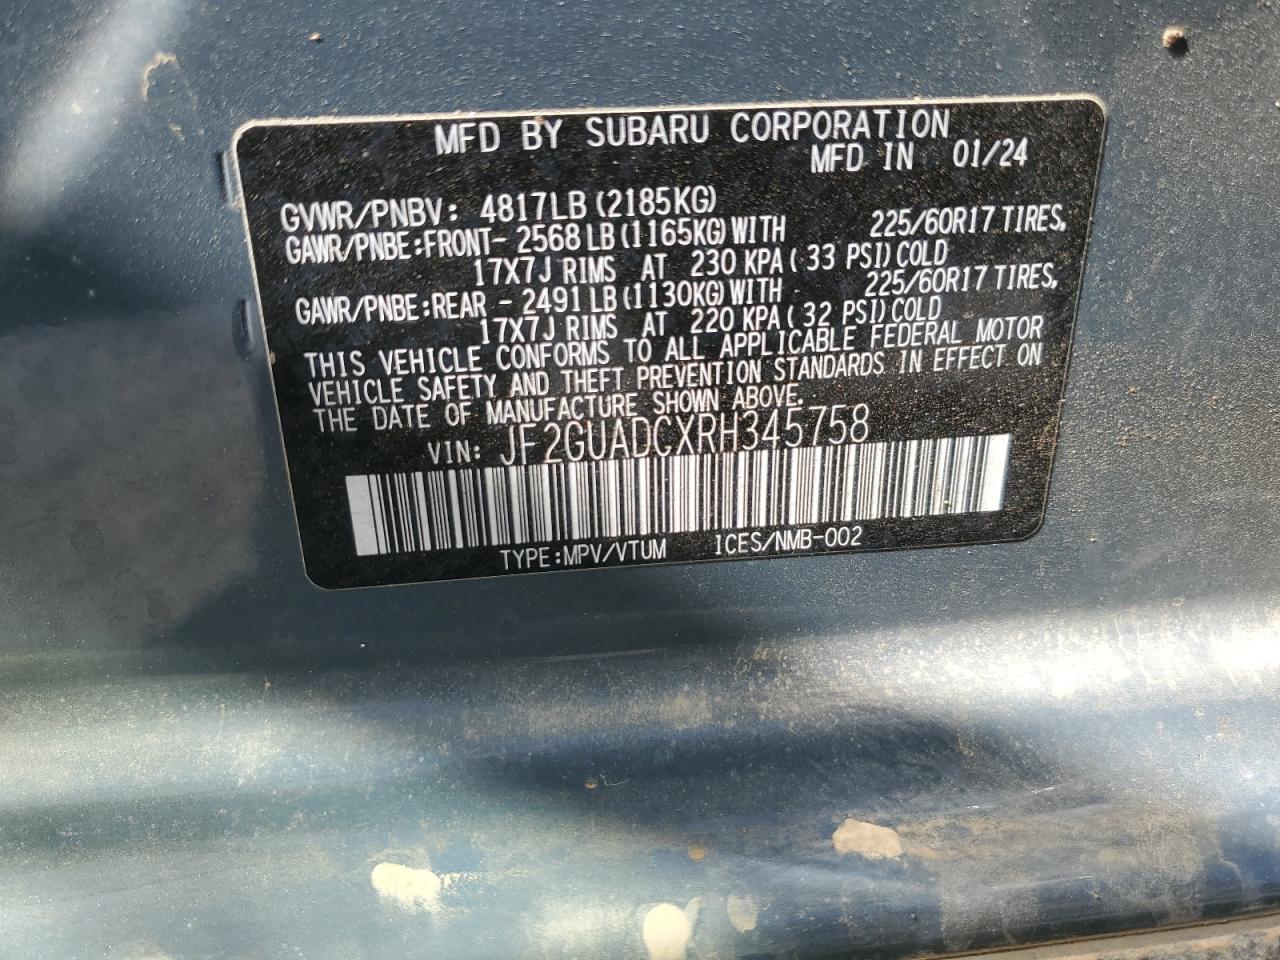 MFD BY SUBARU CORPORATION
MFD IN 01/24
GVWR/PNBV: 4817LB (2185KG)
GAWR/PNBE:FRONT- 2568 LB (1165KG) WITH 225/60R17 TIRES,
17X7J RIMS AT 230 KPA ( 33 PSI) COLD
GAWR/PNBE:REAR - 2491 LB (1130KG) WITH 225/60R17 TIRES,
17X7J RIMS AT 220 KPA ( 32 PSI) COLD
THIS VEHICLE CONFORMS TO ALL APPLICABLE FEDERAL MOTOR
VEHICLE SAFETY AND THEFT PREVENTION STANDARDS IN EFFECT ON
THE DATE OF MANUFACTURE SHOWN ABOVE.
VIN: JF2GUADCXRH345758
TYPE:MPV/VTUM ICES/NMB-002